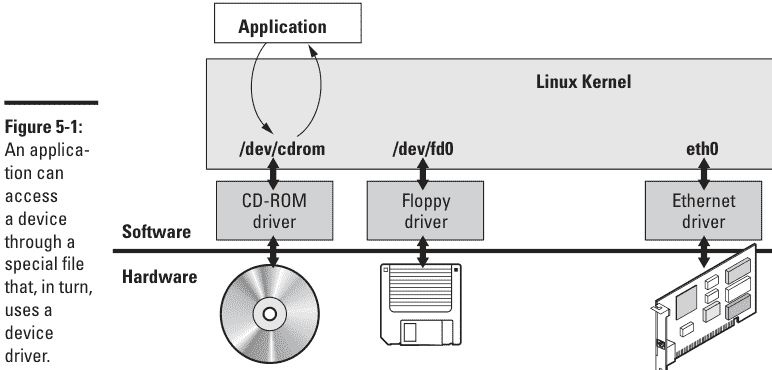 Application
Linux Kernel
/dev/cdrom
/dev/fd0
eth0
CD-ROM
driver
Floppy
driver
Ethernet
driver
Software
Hardware
Figure 5-1:
An applica-
tion can
access
a device
through a
special file
that, in turn,
uses a
device
driver.